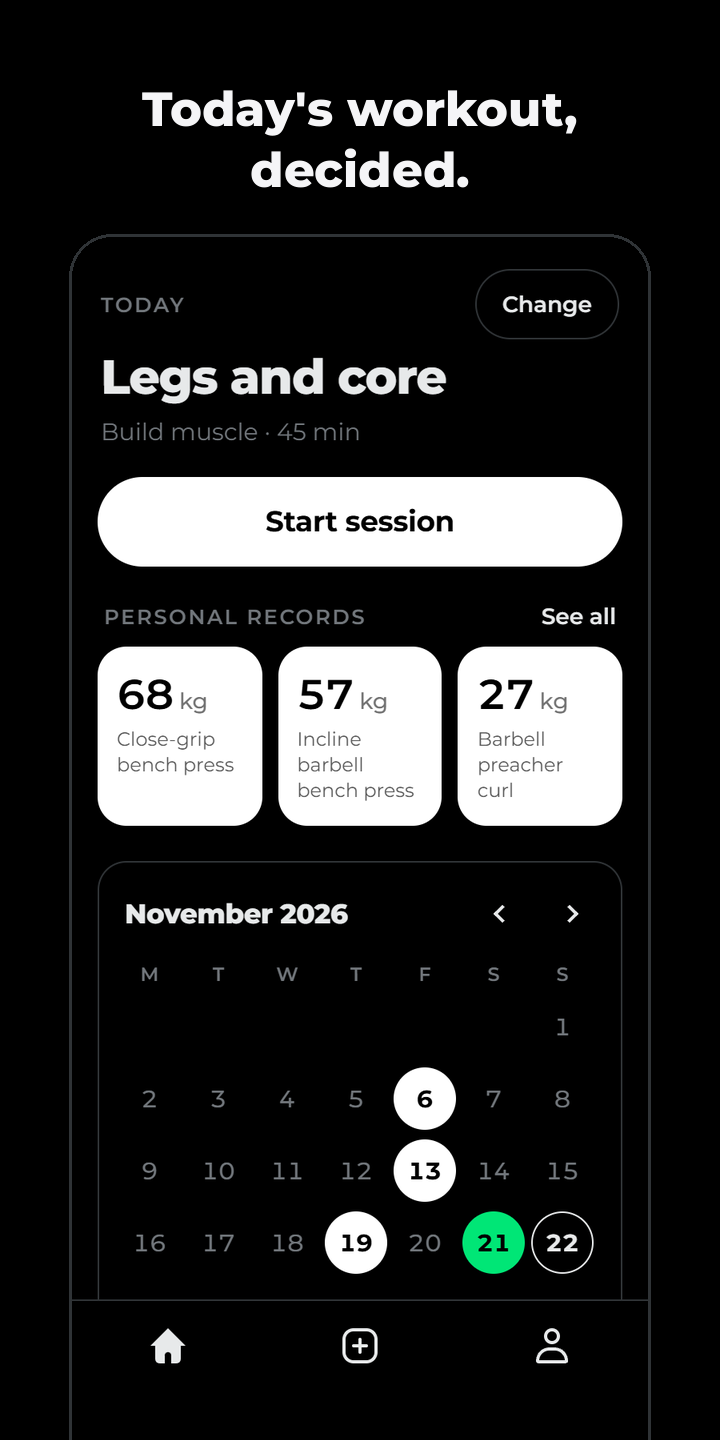 Today's workout,
decided.
TODAY
Change
Legs and core
Build muscle · 45 min
Start session
PERSONAL RECORDS
See all
68 kg
Close-grip
bench press
57 kg
Incline
barbell
bench press
27 kg
Barbell
preacher
curl
November 2026
M T W T F S S
1
2 3 4 5 6 7 8
9 10 11 12 13 14 15
16 17 18 19 20 21 22